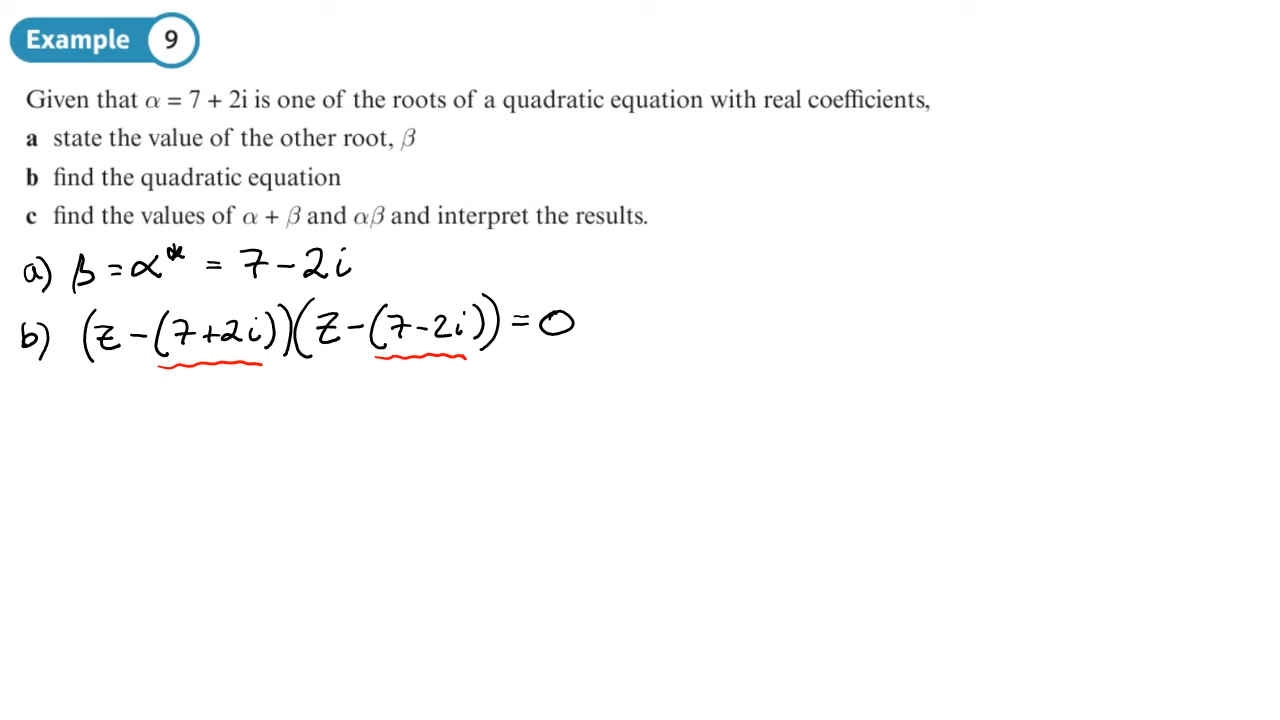 Example 9
Given that α = 7 + 2i is one of the roots of a quadratic equation with real coefficients,
a state the value of the other root, β
b find the quadratic equation
c find the values of α + β and αβ and interpret the results.
a) β = α* = 7 - 2i
b) (z - (7+2i))(z - (7-2i)) = 0